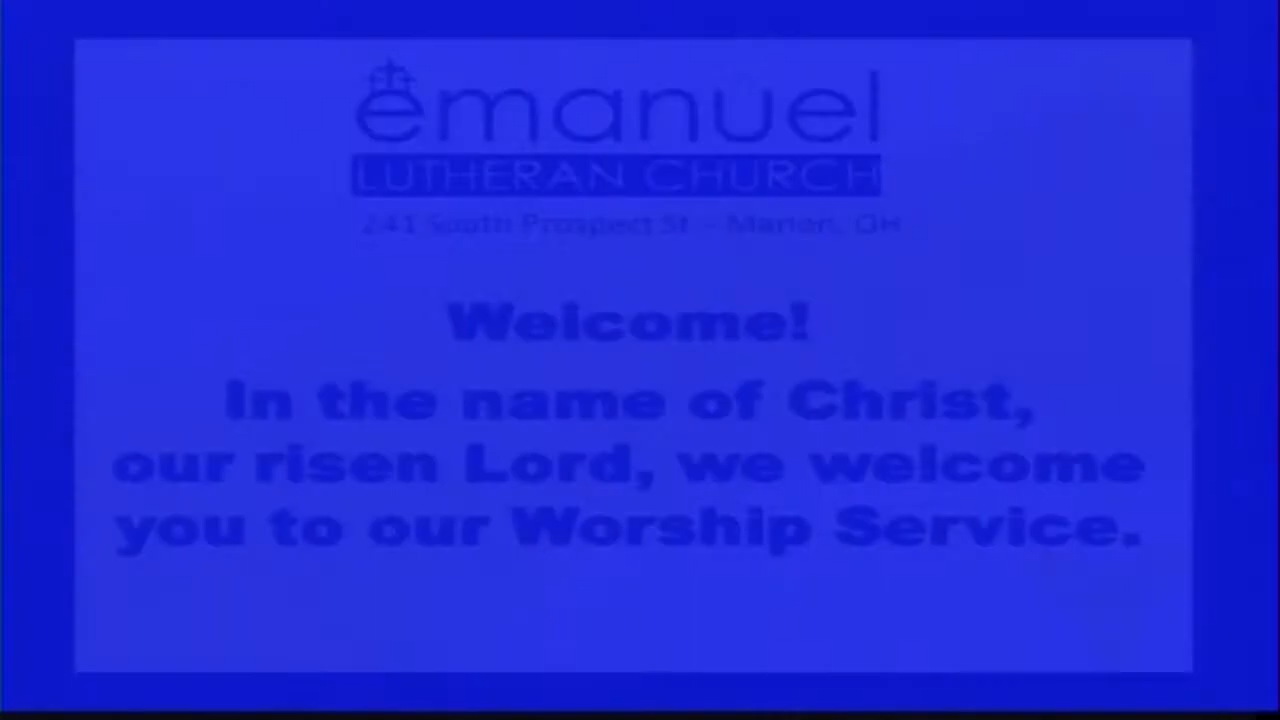 emanuel
LUTHERAN CHURCH
241 South Prospect St - Marion, OH
Welcome!
In the name of Christ,
our risen Lord, we welcome
you to our Worship Service.